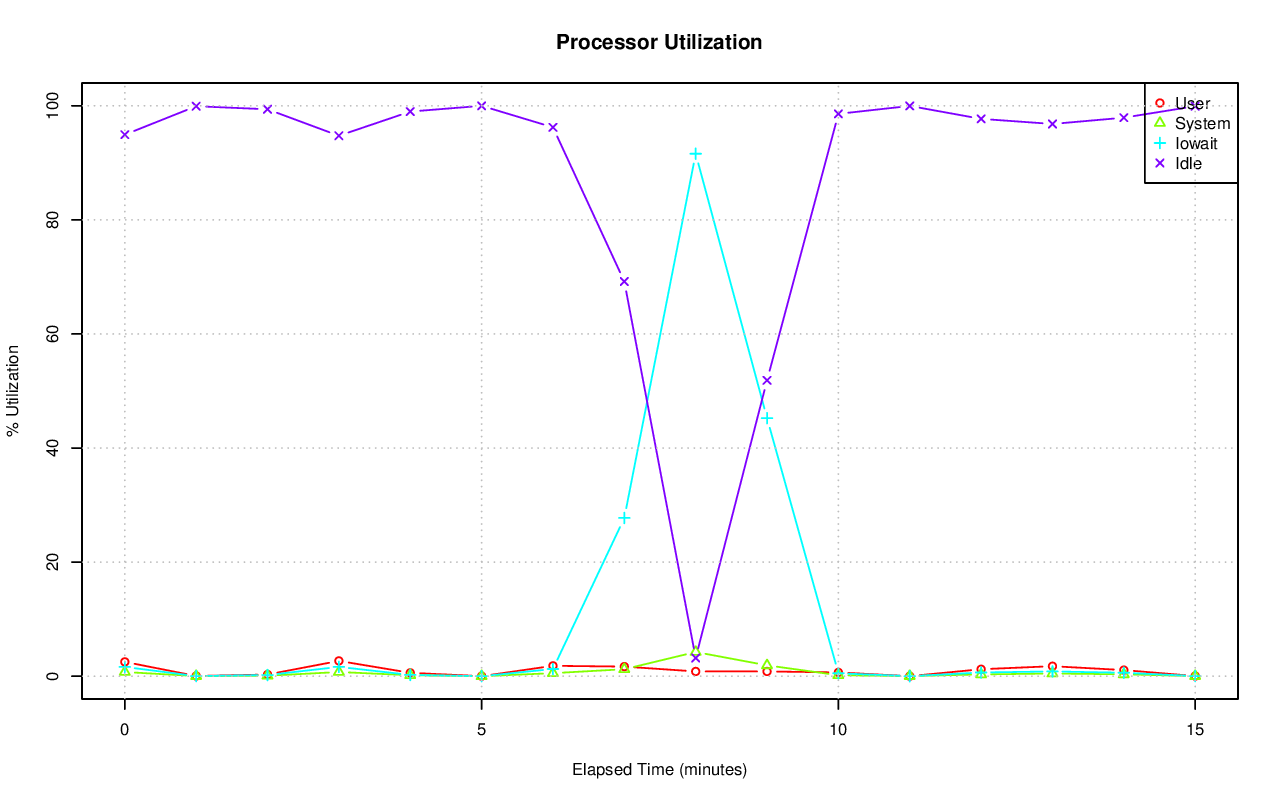 Processor Utilization
100
80
60
40
20
0
% Utilization
User
System
Iowait
Idle
0 5 10 15
Elapsed Time (minutes)